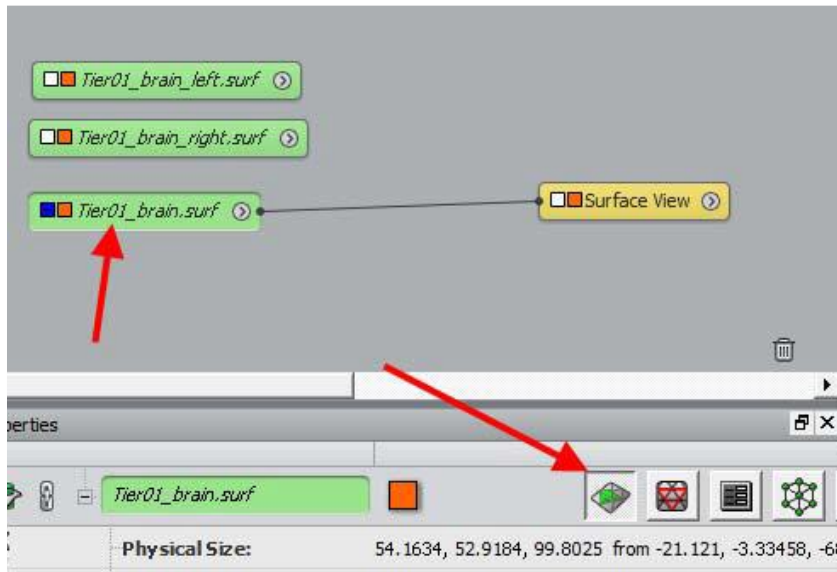 Tier01_brain_left.surf
Tier01_brain_right.surf
Tier01_brain.surf
Surface View
perties
Tier01_brain.surf
Physical Size: 54.1634, 52.9184, 99.8025 from -21.121, -3.33458, -6